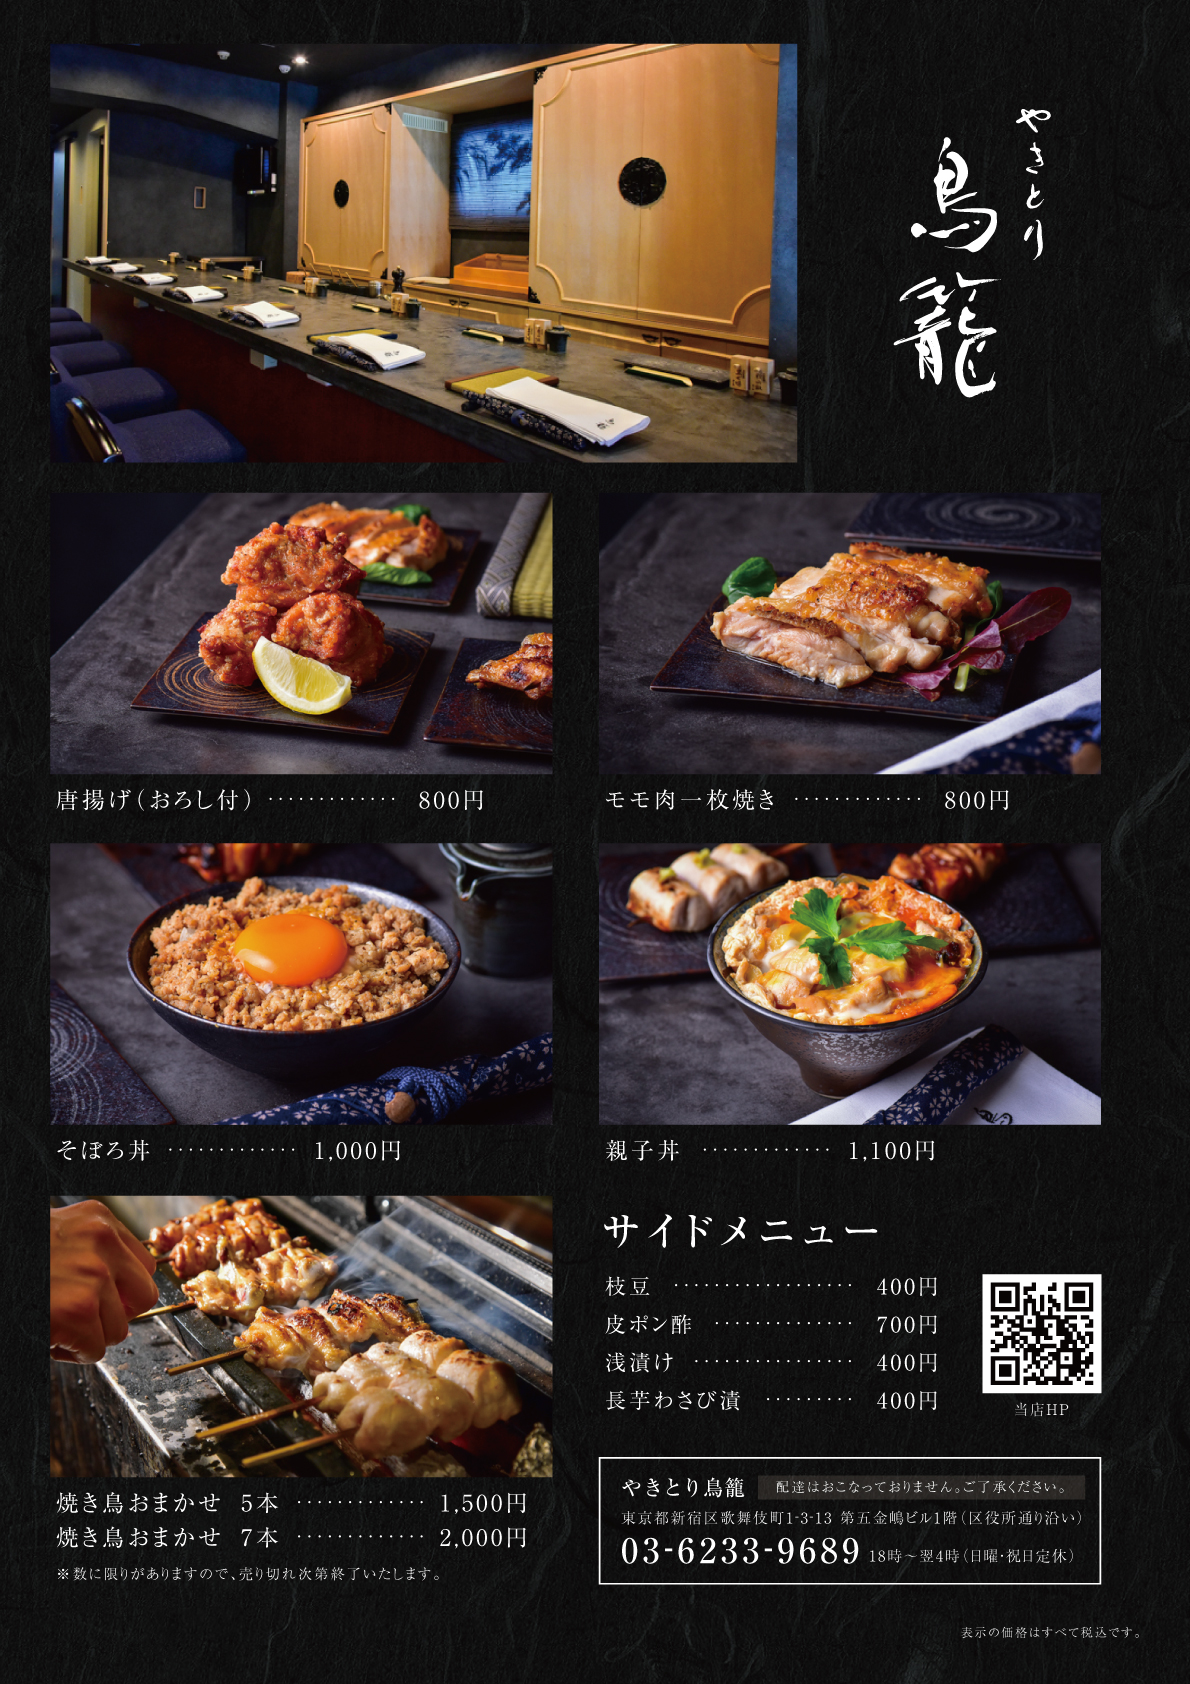 やきとり
鳥籠
唐揚げ（おろし付） ············· 800円
モモ肉一枚焼き ············· 800円
そぼろ丼 ············· 1,000円
親子丼 ············· 1,100円
焼き鳥おまかせ 5本 ············· 1,500円
焼き鳥おまかせ 7本 ············· 2,000円
※数に限りがありますので、売り切れ次第終了いたします。
サイドメニュー
枝豆 ·················· 400円
皮ポン酢 ·············· 700円
浅漬け ················ 400円
長芋わさび漬 ········· 400円
当店HP
やきとり鳥籠 配達はおこなっておりません。ご了承ください。
東京都新宿区歌舞伎町1-3-13 第五金嶋ビル1階（区役所通り沿い）
03-6233-9689 18時～翌4時（日曜・祝日定休）
表示の価格はすべて税込です。